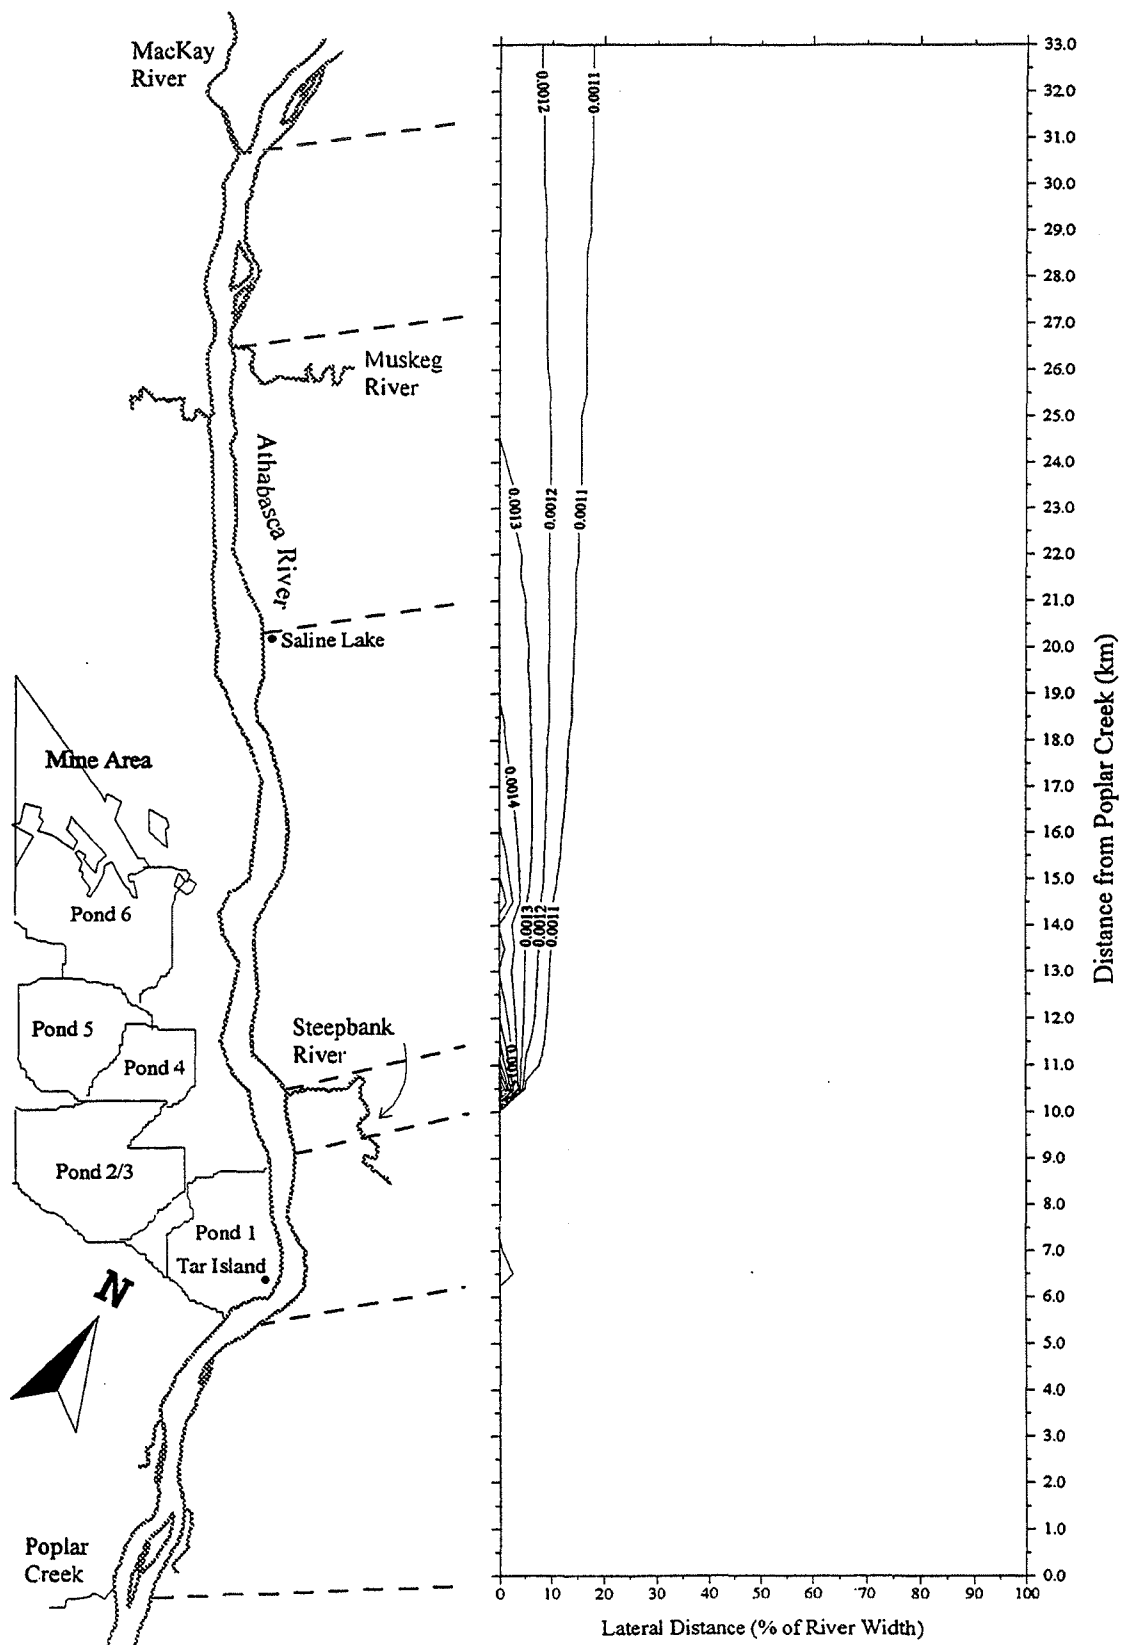 MacKay
River
Muskeg
River
Athabasca River
Saline Lake
Mine Area
Pond 6
Pond 5
Pond 4
Steepbank
River
Pond 2/3
Pond 1
Tar Island
N
Poplar
Creek
0.0012
0.0011
0.0013
0.0012
0.0011
0.0014
0.0013
0.0012
0.0011
33.0
32.0
31.0
30.0
29.0
28.0
27.0
26.0
25.0
24.0
23.0
22.0
21.0
20.0
19.0
18.0
17.0
16.0
15.0
14.0
13.0
12.0
11.0
10.0
9.0
8.0
7.0
6.0
5.0
4.0
3.0
2.0
1.0
0.0
Distance from Poplar Creek (km)
0 10 20 30 40 50 60 70 80 90 100
Lateral Distance (% of River Width)